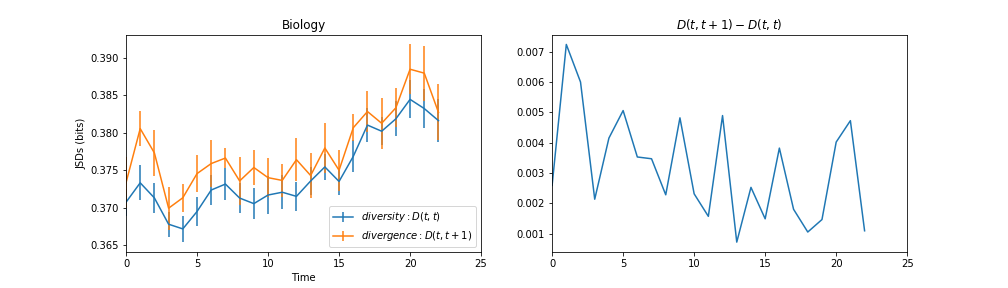 Biology
JSDs (bits)
0.390
0.385
0.380
0.375
0.370
0.365
0 5 10 15 20 25
Time
diversity : D(t, t)
divergence : D(t, t + 1)
D(t, t + 1) − D(t, t)
0.007
0.006
0.005
0.004
0.003
0.002
0.001
0 5 10 15 20 25